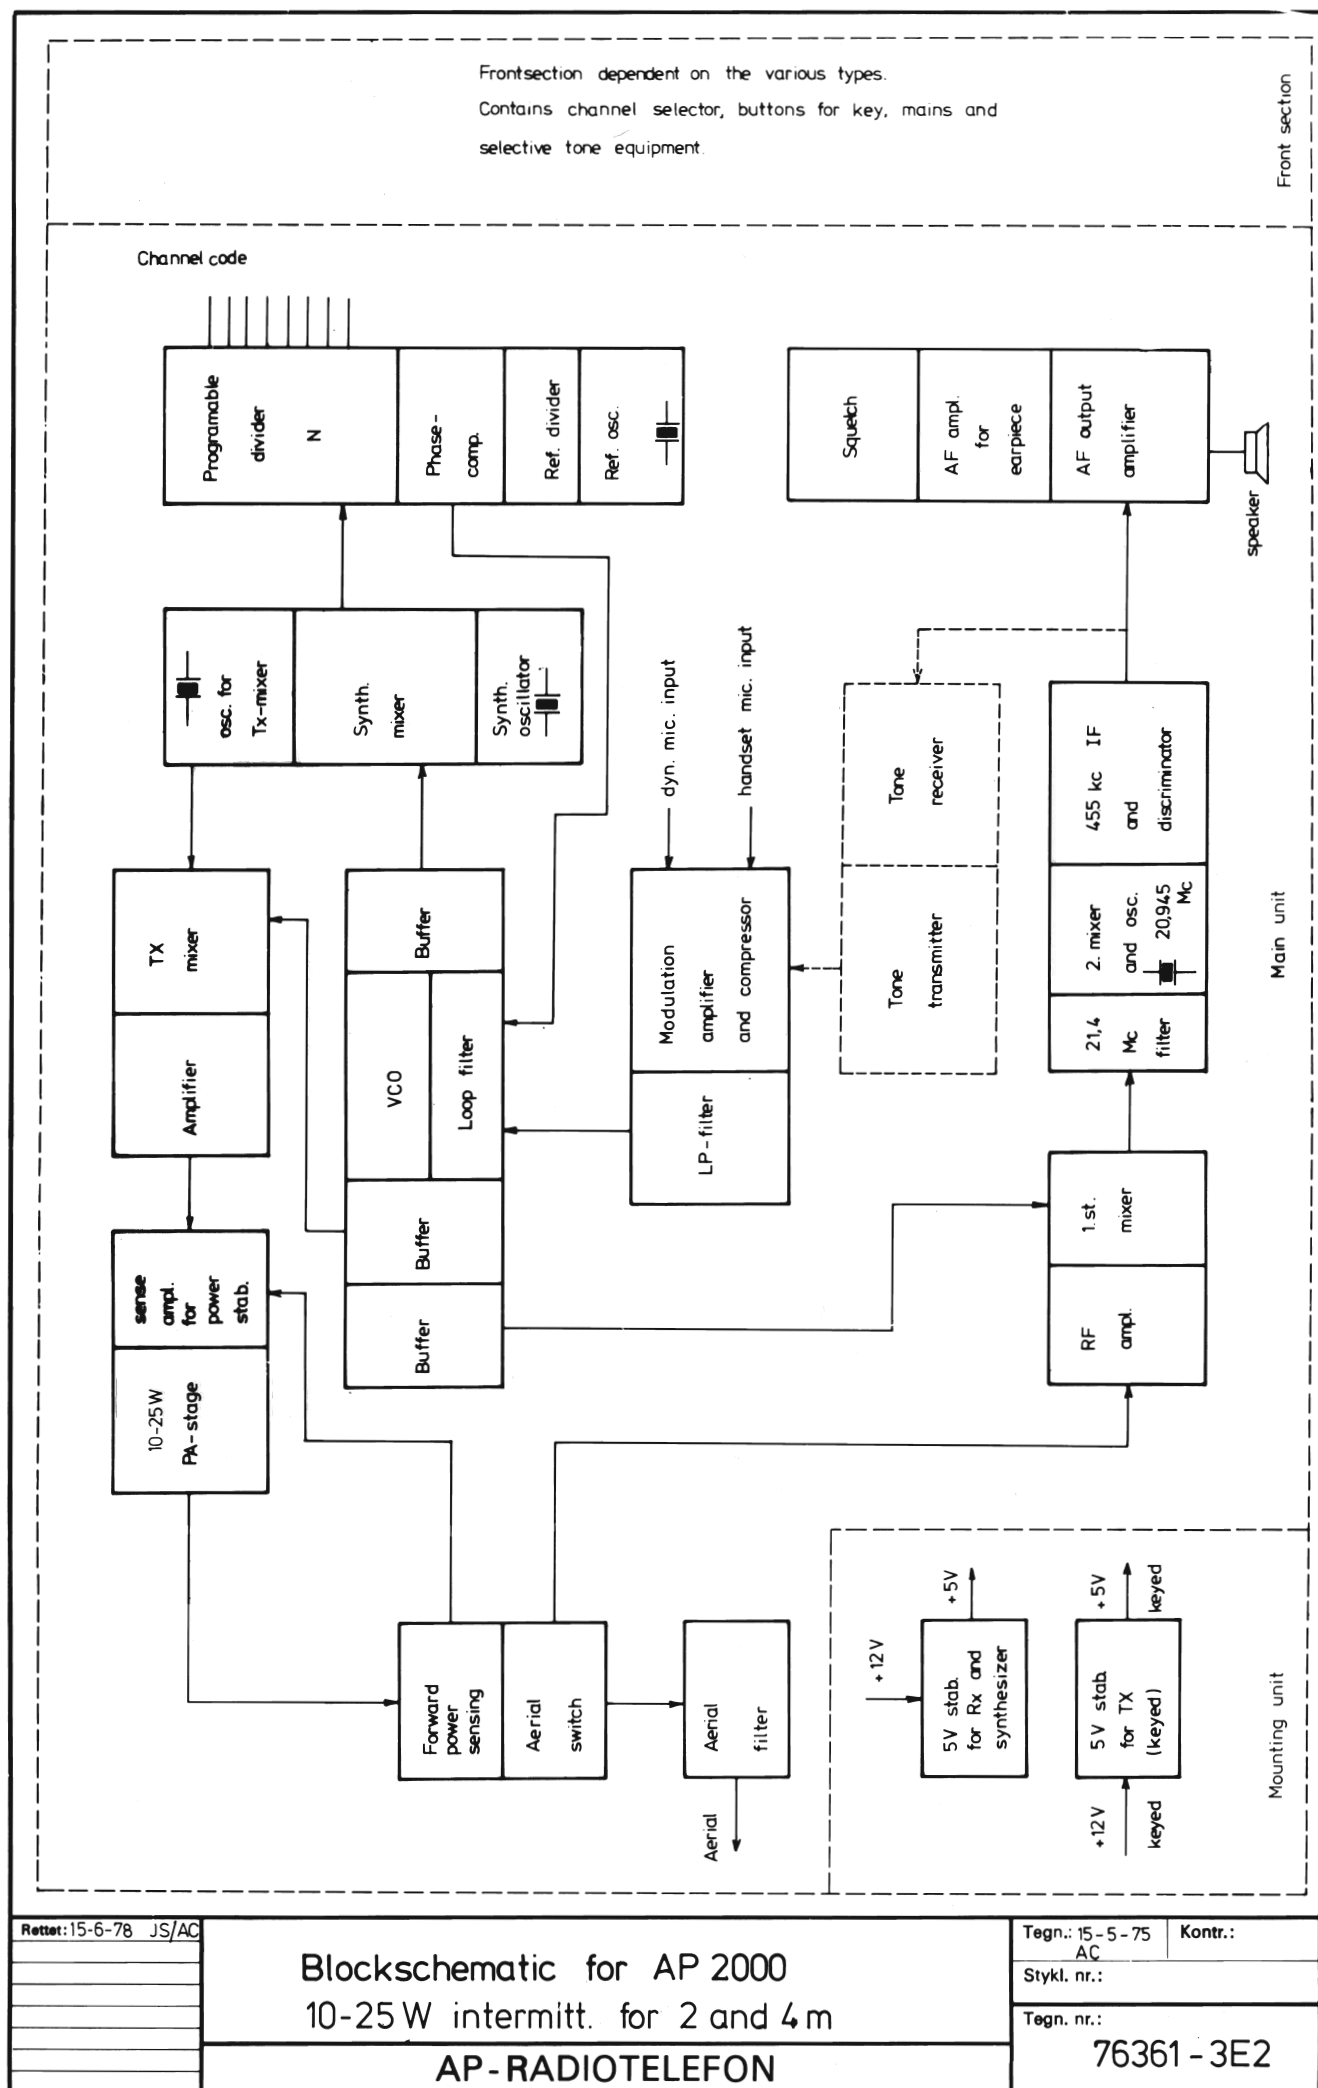 Frontsection dependent on the various types.
Contains channel selector, buttons for key, mains and
selective tone equipment.
Front section
Channel code
Programable
divider
N
Phase-
comp.
Ref. divider
Ref. osc.
Squelch
AF ampl.
for
earpiece
AF output
amplifier
speaker
osc. for
Tx-mixer
Synth.
mixer
Synth.
oscillator
dyn. mic. input
handset mic. input
Tone
receiver
Tone
transmitter
455 kc IF
and
discriminator
2. mixer
and osc.
20,945
Mc
21,4
Mc
filter
Main unit
TX
mixer
Amplifier
Buffer
VCO
Loop filter
Buffer
Buffer
Modulation
amplifier
and compressor
LP-filter
1.st.
mixer
RF
ampl.
sense
ampl.
for
power
stab.
10-25W
PA-stage
Forward
power
sensing
Aerial
switch
Aerial
filter
Aerial
+12V
+5V
5V stab.
for Rx and
synthesizer
+5V
keyed
5V stab.
for TX
(keyed)
+12V
keyed
Mounting unit
Rettet: 15-6-78 JS/AC
Blockschematic for AP 2000
10-25W intermitt. for 2 and 4m
AP-RADIOTELEFON
Tegn.: 15-5-75
AC
Kontr.:
Stykl. nr.:
Tegn. nr.:
76361-3E2